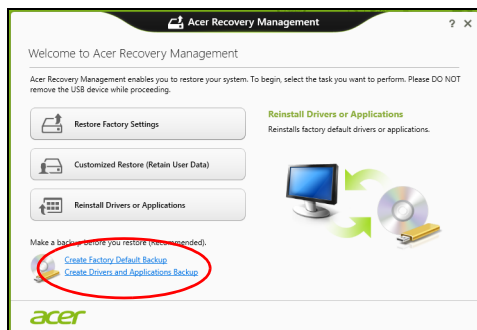 Acer Recovery Management
? X
Welcome to Acer Recovery Management
Acer Recovery Management enables you to restore your system. To begin, select the task you want to perform. Please DO NOT
remove the USB device while proceeding.
Restore Factory Settings
Customized Restore (Retain User Data)
Reinstall Drivers or Applications
Reinstall Drivers or Applications
Reinstalls factory default drivers or applications.
Make a backup before you restore (Recommended).
Create Factory Default Backup
Create Drivers and Applications Backup
acer